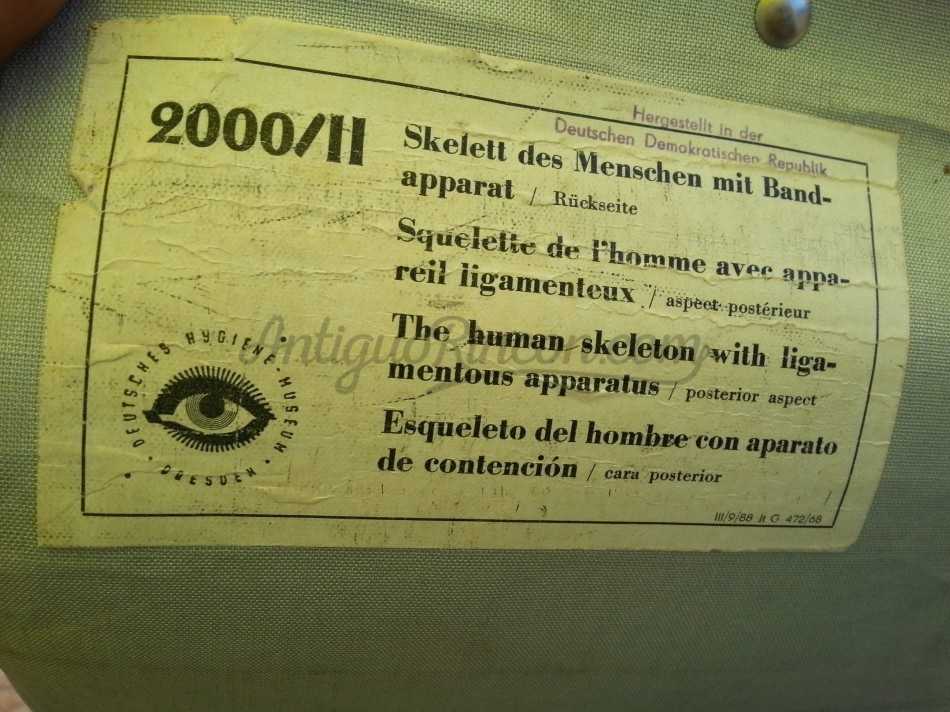 Hergestellt in der
Deutschen Demokratischen Republik
2000/II
Skelett des Menschen mit Band-
apparat / Rückseite
Squelette de l'homme avec appa-
reil ligamenteux / aspect postérieur
The human skeleton with liga-
mentous apparatus / posterior aspect
Esqueleto del hombre con aparato
de contención / cara posterior
DEUTSCHES HYGIENE-MUSEUM
DRESDEN
III/9/88 It G 472/68
AntiguoRincon.com